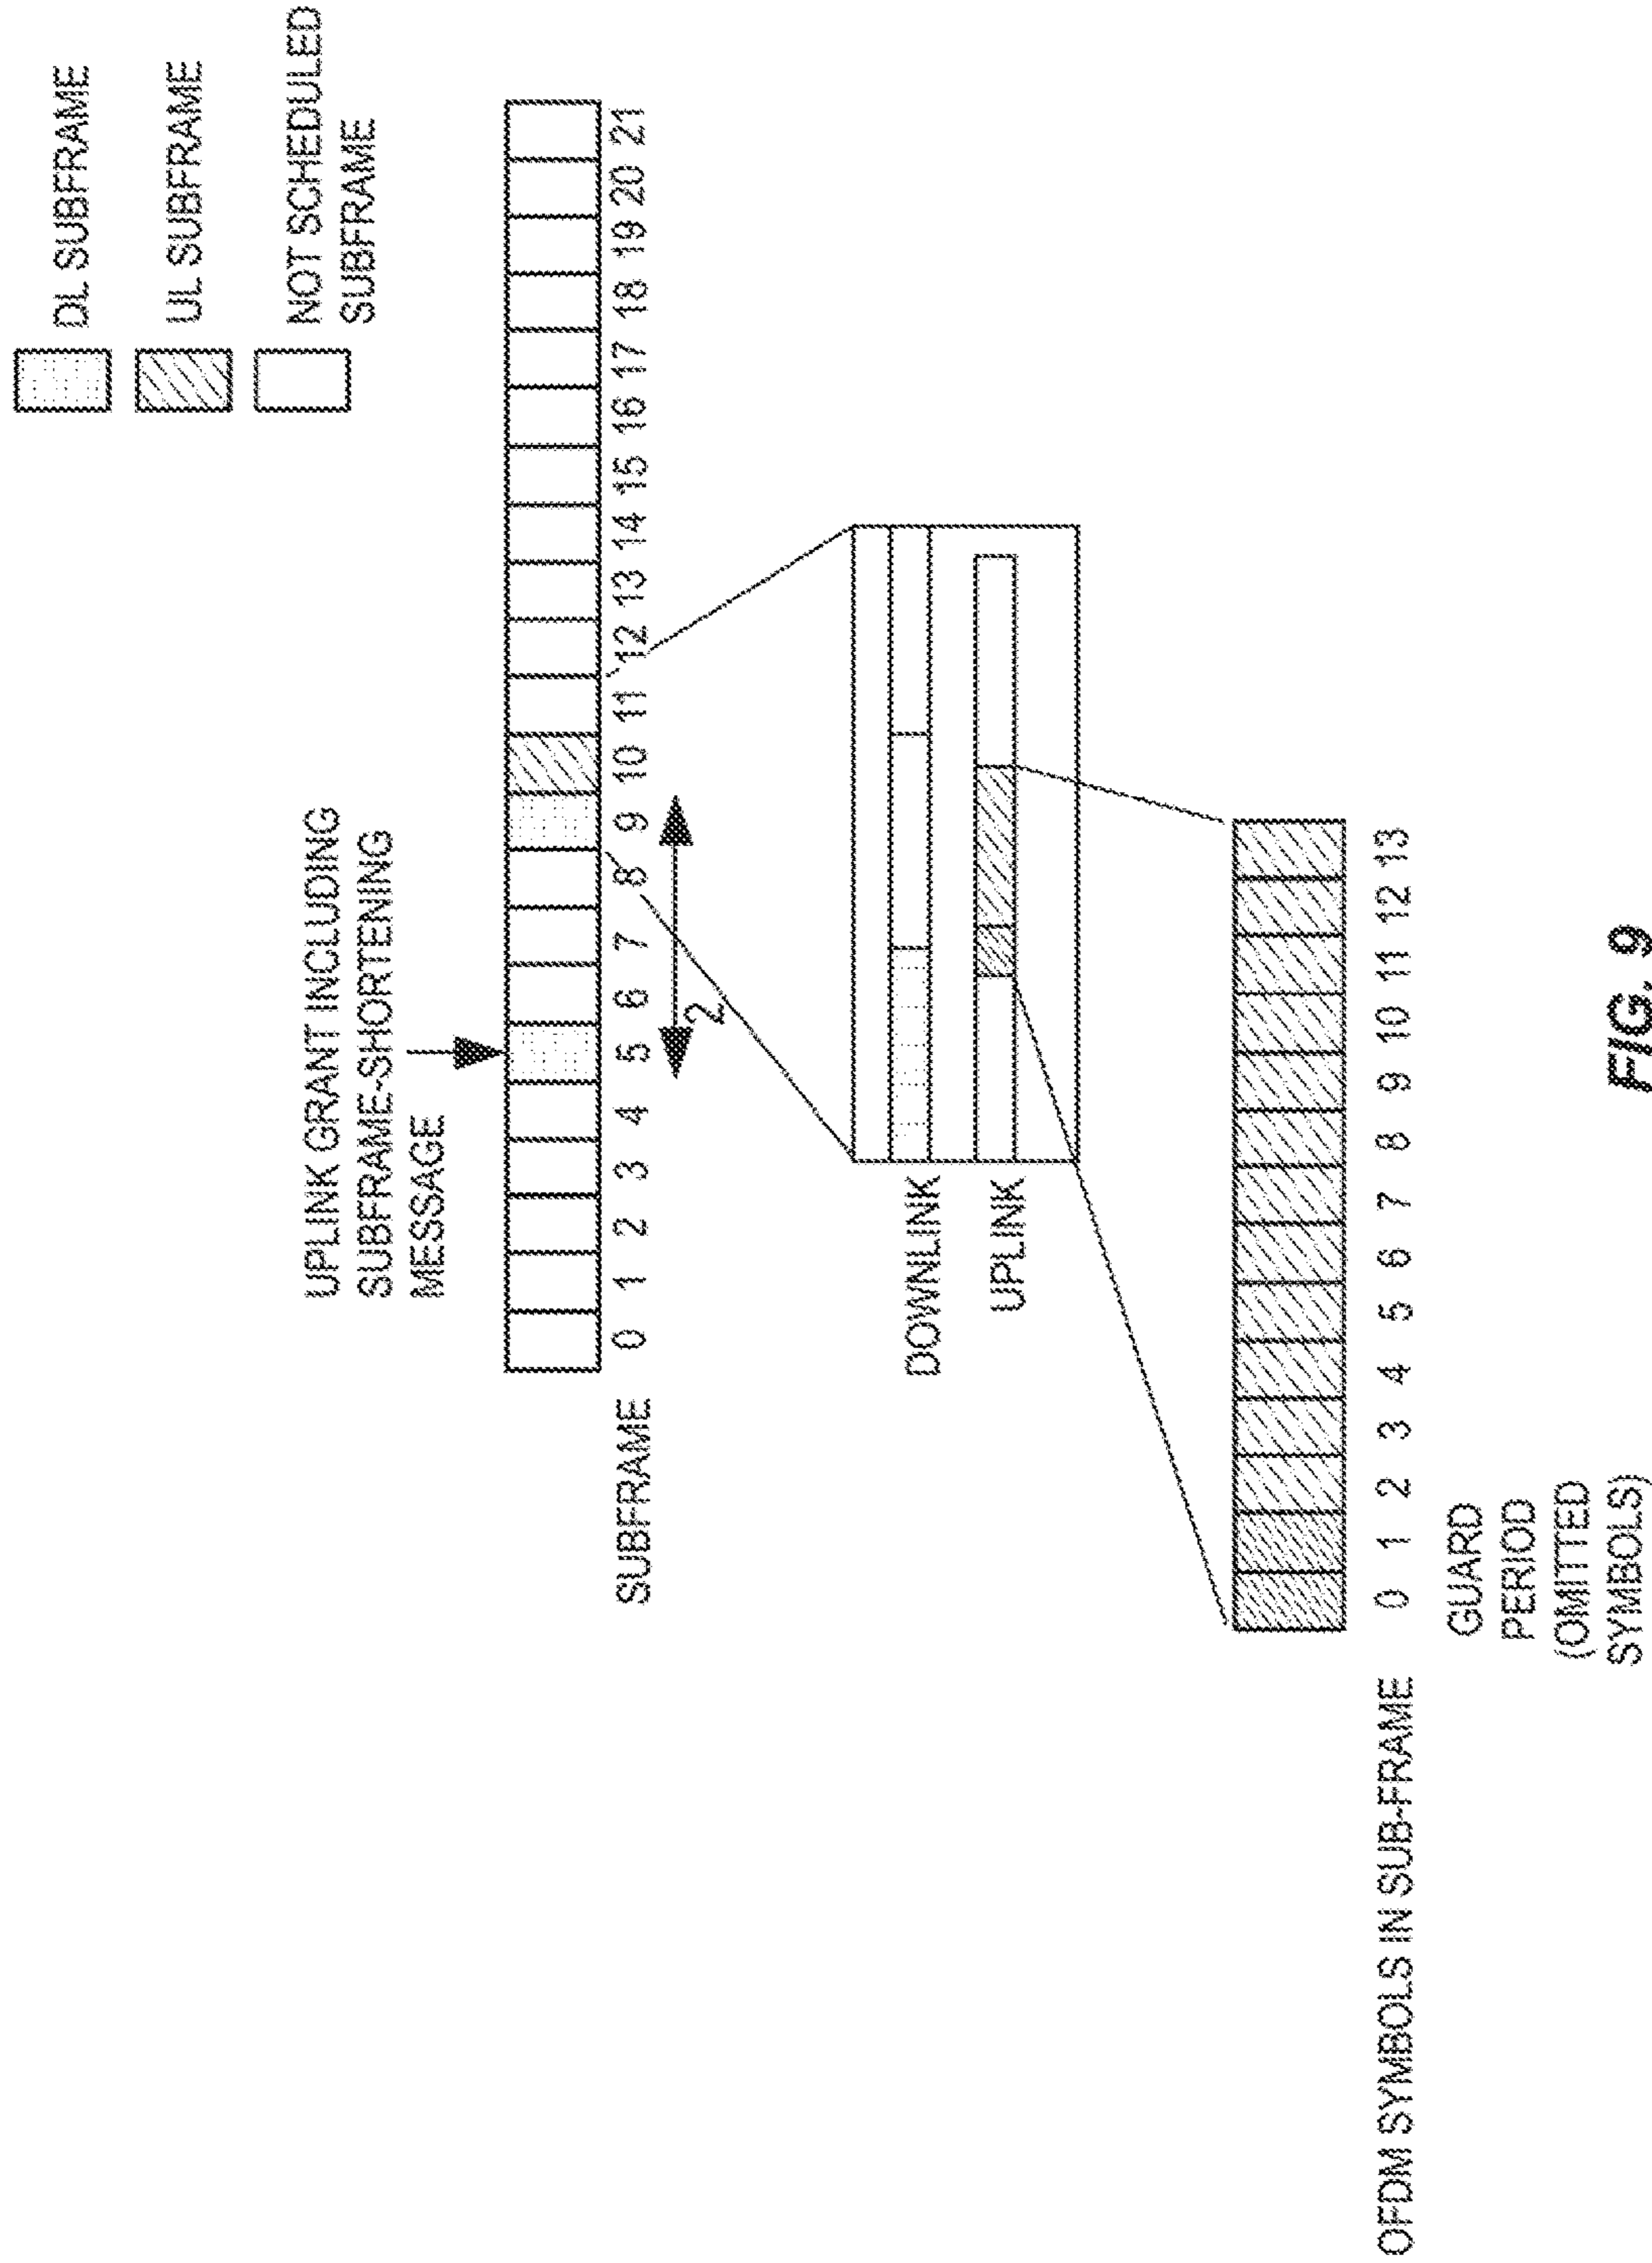 DL SUBFRAME
UL SUBFRAME
NOT SCHEDULED
SUBFRAME
UPLINK GRANT INCLUDING
SUBFRAME-SHORTENING
MESSAGE
SUBFRAME 0 1 2 3 4 5 6 7 8 9 10 11 12 13 14 15 16 17 18 19 20 21
2
DOWNLINK
UPLINK
OFDM SYMBOLS IN SUB-FRAME 0 1 2 3 4 5 6 7 8 9 10 11 12 13
GUARD
PERIOD
(OMITTED
SYMBOLS)
FIG. 9